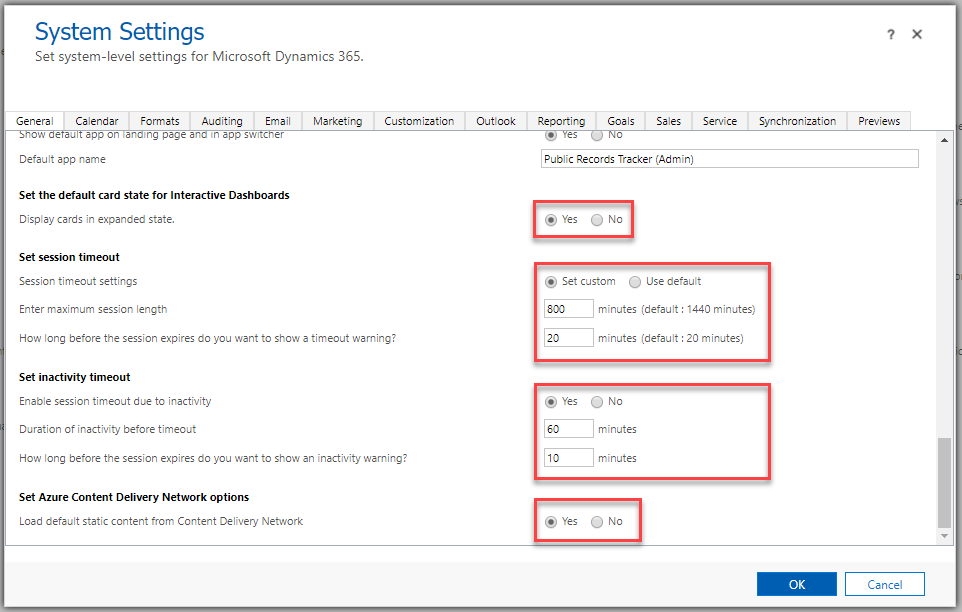 System Settings
? ×
Set system-level settings for Microsoft Dynamics 365.
General Calendar Formats Auditing Email Marketing Customization Outlook Reporting Goals Sales Service Synchronization Previews
Show default app on landing page and in app switcher Yes No
Default app name Public Records Tracker (Admin)
Set the default card state for Interactive Dashboards
Display cards in expanded state. Yes No
Set session timeout
Session timeout settings Set custom Use default
Enter maximum session length 800 minutes (default : 1440 minutes)
How long before the session expires do you want to show a timeout warning? 20 minutes (default : 20 minutes)
Set inactivity timeout
Enable session timeout due to inactivity Yes No
Duration of inactivity before timeout 60 minutes
How long before the session expires do you want to show an inactivity warning? 10 minutes
Set Azure Content Delivery Network options
Load default static content from Content Delivery Network Yes No
OK Cancel